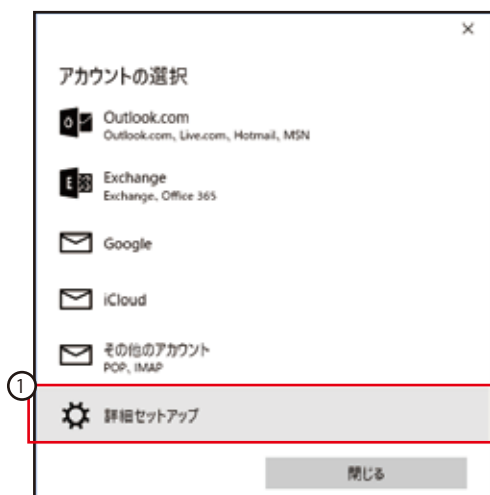 ×
アカウントの選択
Outlook.com
Outlook.com, Live.com, Hotmail, MSN
Exchange
Exchange、Office 365
Google
iCloud
その他のアカウント
POP、IMAP
①
詳細セットアップ
閉じる